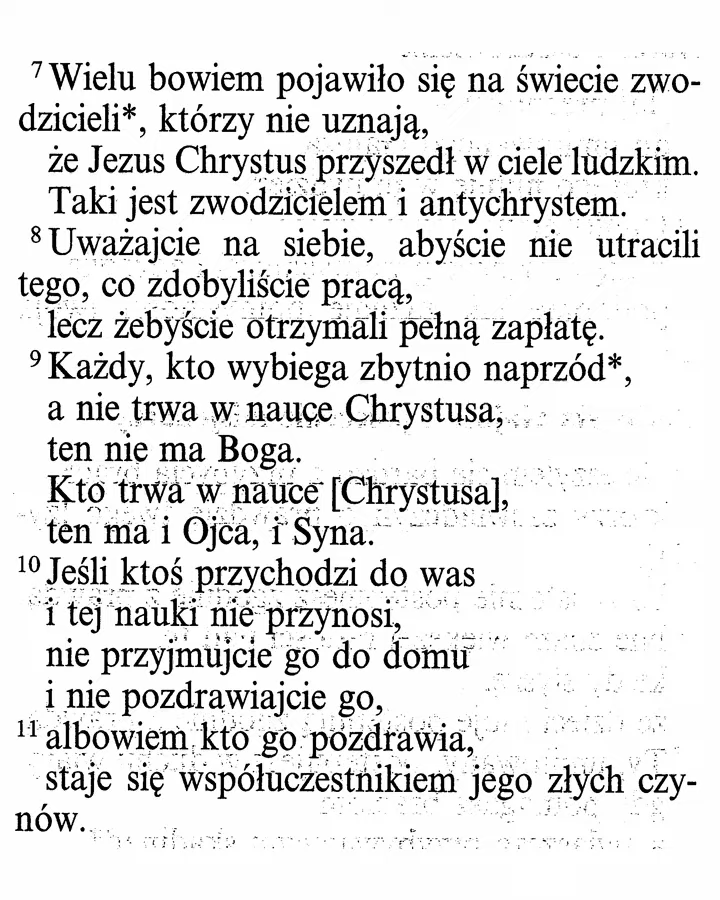 7 Wielu bowiem pojawiło się na świecie zwo-
dzicieli*, którzy nie uznają,
że Jezus Chrystus przyszedł w ciele ludzkim.
Taki jest zwodzicielem i antychrystem.
8 Uważajcie na siebie, abyście nie utracili
tego, co zdobyliście pracą,
lecz żebyście otrzymali pełną zapłatę.
9 Każdy, kto wybiega zbytnio naprzód*,
a nie trwa w nauce Chrystusa,
ten nie ma Boga.
Kto trwa w nauce [Chrystusa],
ten ma i Ojca, i Syna.
10 Jeśli ktoś przychodzi do was
i tej nauki nie przynosi,
nie przyjmujcie go do domu
i nie pozdrawiajcie go,
11 albowiem kto go pozdrawia,
staje się współuczestnikiem jego złych czy-
nów.